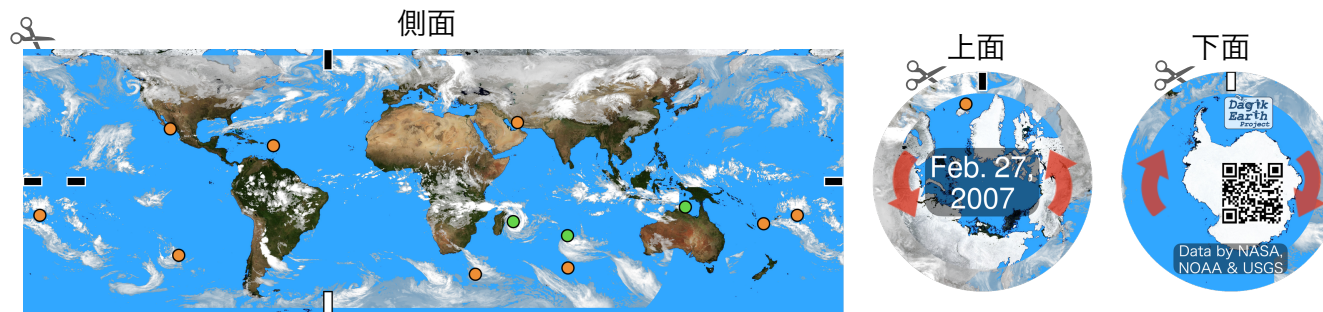 側面
上面
下面
Feb. 27,
2007
Dagik
Earth
Project
Data by NASA,
NOAA & USGS